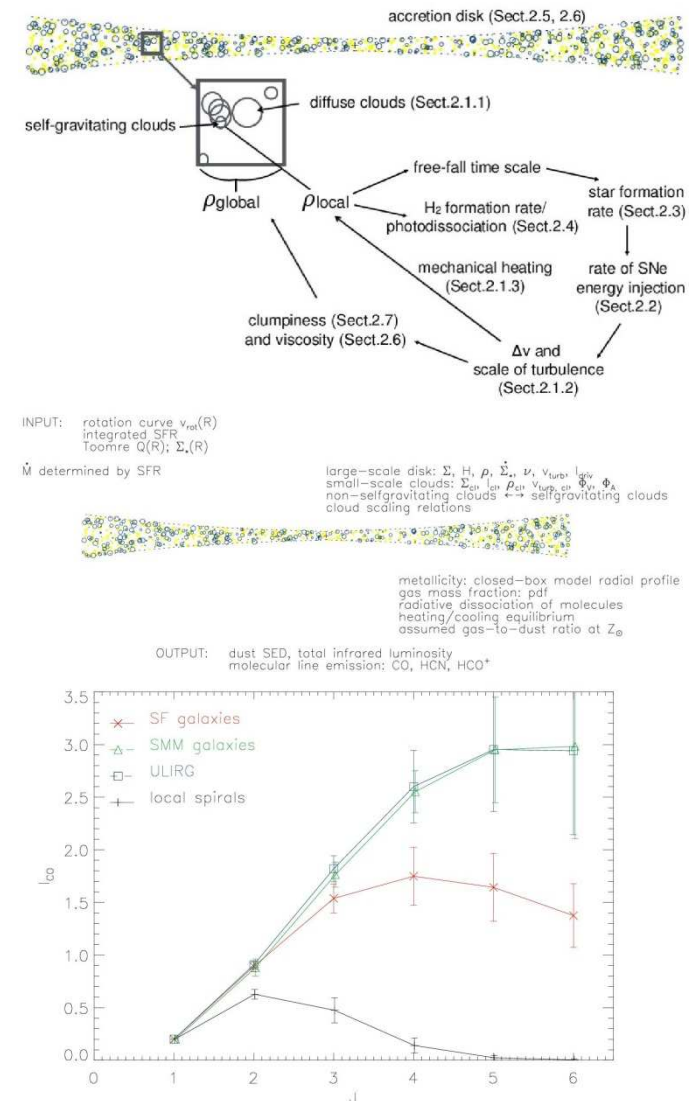 accretion disk (Sect.2.5, 2.6)
diffuse clouds (Sect.2.1.1)
self-gravitating clouds
free-fall time scale
star formation
rate (Sect.2.3)
ρglobal
ρlocal
H₂ formation rate/
photodissociation (Sect.2.4)
mechanical heating
(Sect.2.1.3)
rate of SNe
energy injection
(Sect.2.2)
clumpiness (Sect.2.7)
and viscosity (Sect.2.6)
Δv and
scale of turbulence
(Sect.2.1.2)
INPUT: rotation curve vrot(R)
integrated SFR
Toomre Q(R); Σ⋆(R)
Ṁ determined by SFR
large-scale disk: Σ, H, ρ, Σ̇⋆, ν, vturb, ldriv
small-scale clouds: Σcl, lcl, ρcl, vturb, cl, ΦV, ΦA
non-selfgravitating clouds ←→ selfgravitating clouds
cloud scaling relations
metallicity: closed-box model radial profile
gas mass fraction: pdf
radiative dissociation of molecules
heating/cooling equilibrium
assumed gas-to-dust ratio at Z⊙
OUTPUT: dust SED, total infrared luminosity
molecular line emission: CO, HCN, HCO⁺
3.5
SF galaxies
SMM galaxies
3.0
ULIRG
local spirals
2.5
2.0
ICO
1.5
1.0
0.5
0.0
0 1 2 3 4 5 6